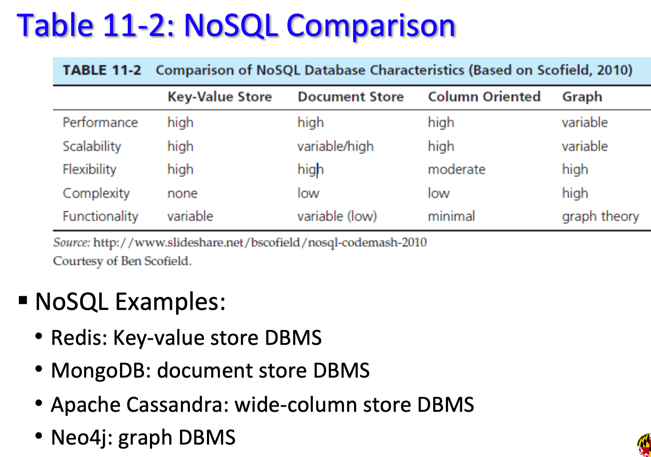 Table 11-2: NoSQL Comparison
TABLE 11-2 Comparison of NoSQL Database Characteristics (Based on Scofield, 2010)
Key-Value Store Document Store Column Oriented Graph
Performance high high high variable
Scalability high variable/high high variable
Flexibility high high moderate high
Complexity none low low high
Functionality variable variable (low) minimal graph theory
Source: http://www.slideshare.net/bscofield/nosql-codemash-2010
Courtesy of Ben Scofield.
▪ NoSQL Examples:
• Redis: Key-value store DBMS
• MongoDB: document store DBMS
• Apache Cassandra: wide-column store DBMS
• Neo4j: graph DBMS